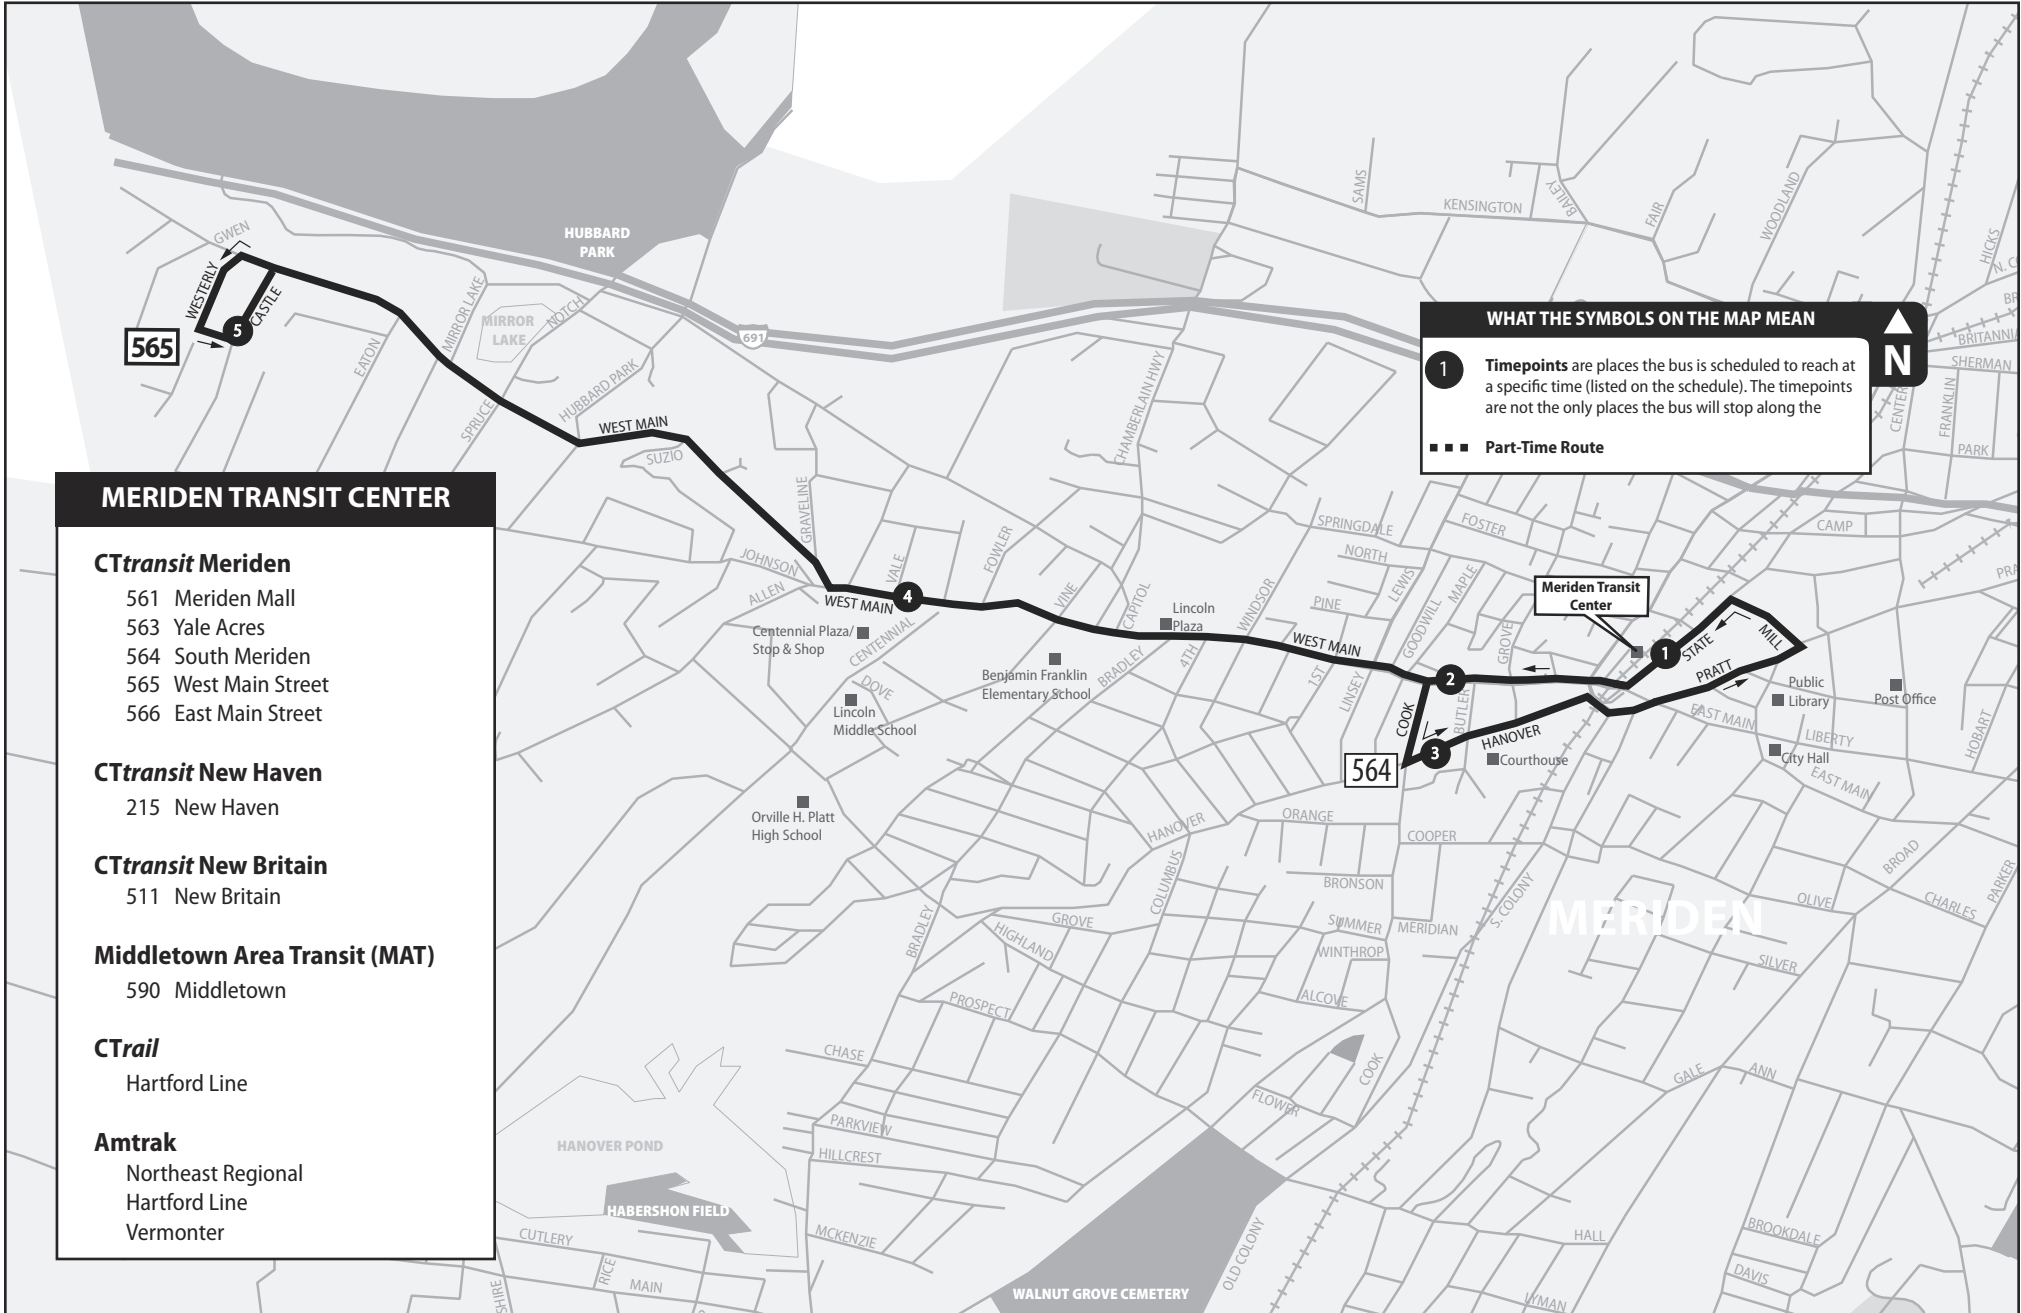 HUBBARD
PARK
GWEN
WESTERLY
CASTLE
5
565
EATON
MIRROR LAKE
MIRROR
LAKE
NOTCH
691
SPRUCE
HUBBARD PARK
WEST MAIN
SUZIO
SAMS
KENSINGTON
BAILEY
FAIR
WOODLAND
HICKS
WHAT THE SYMBOLS ON THE MAP MEAN
N
1
Timepoints are places the bus is scheduled to reach at
a specific time (listed on the schedule). The timepoints
are not the only places the bus will stop along the
Part-Time Route
N. C
BR
BRITANNI
SHERMAN
CENTER
FRANKLIN
PARK
CHAMBERLAIN HWY
MERIDEN TRANSIT CENTER
CTtransit Meriden
561 Meriden Mall
563 Yale Acres
564 South Meriden
565 West Main Street
566 East Main Street
CTtransit New Haven
215 New Haven
CTtransit New Britain
511 New Britain
Middletown Area Transit (MAT)
590 Middletown
CTrail
Hartford Line
Amtrak
Northeast Regional
Hartford Line
Vermonter
GRAVELINE
JOHNSON
ALLEN
VALE
FOWLER
4
WEST MAIN
Centennial Plaza/
Stop & Shop
CENTENNIAL
DOVE
Lincoln
Middle School
VINE
CAPITOL
Benjamin Franklin
Elementary School
BRADLEY
Lincoln
Plaza
4TH
WINDSOR
SPRINGDALE
NORTH
PINE
LEWIS
FOSTER
MAPLE
GOODWILL
GROVE
WEST MAIN
1ST
LINSEY
2
COOK
BUTLER
3
HANOVER
564
Courthouse
Meriden Transit
Center
1
STATE
MILL
PRATT
CAMP
PRA
Public
Library
Post Office
EAST MAIN
LIBERTY
City Hall
EAST MAIN
HOBART
Orville H. Platt
High School
HANOVER
ORANGE
COOPER
BROAD
PARKER
COLUMBUS
BRONSON
S. COLONY
MERIDEN
OLIVE
CHARLES
BRADLEY
GROVE
HIGHLAND
SUMMER
MERIDIAN
WINTHROP
SILVER
PROSPECT
ALCOVE
CHASE
COOK
GALE
ANN
FLOWER
PARKVIEW
HANOVER POND
HILLCREST
HABERSHON FIELD
CUTLERY
MCKENZIE
OLD COLONY
HALL
BROOKDALE
DAVIS
RICE
MAIN
SHIRE
WALNUT GROVE CEMETERY
LYMAN